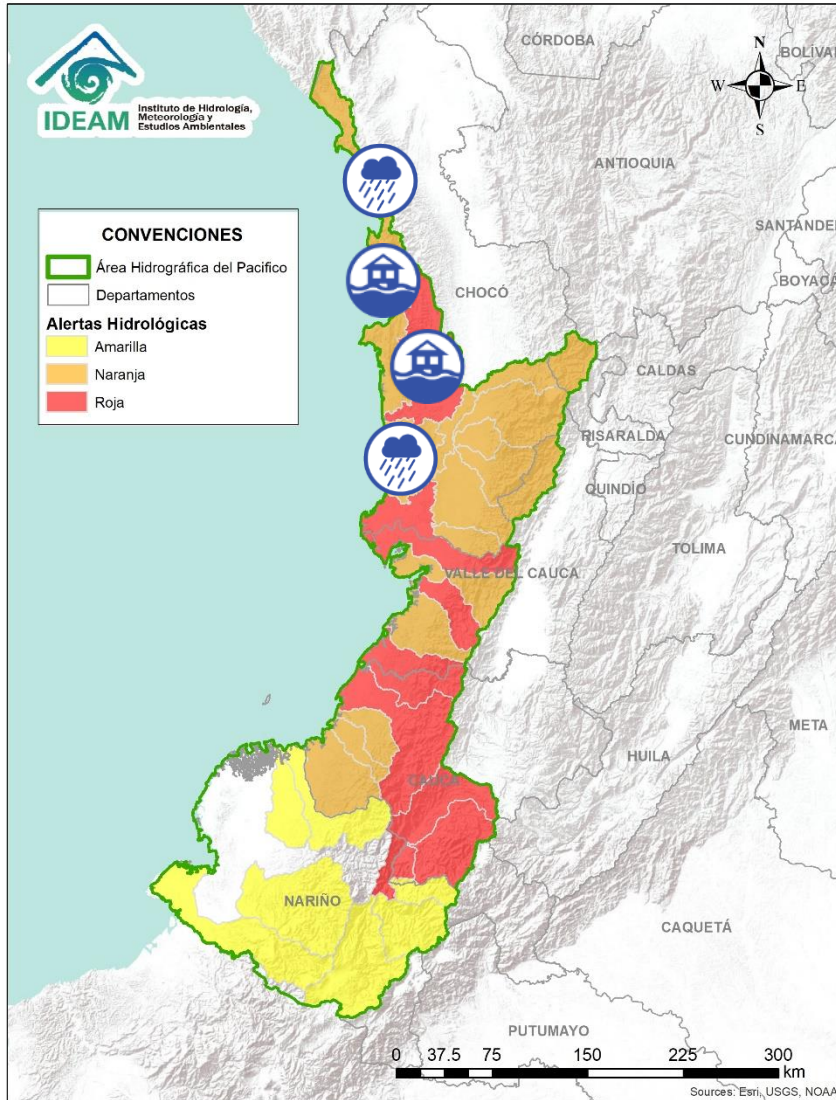 IDEAM
Instituto de Hidrología,
Meteorología y
Estudios Ambientales
CÓRDOBA
BOLÍVAR
N
W
E
S
ANTIOQUIA
SANTANDER
BOYACÁ
CONVENCIONES
Área Hidrográfica del Pacifico
Departamentos
Alertas Hidrológicas
Amarilla
Naranja
Roja
CHOCÓ
CALDAS
RISARALDA
CUNDINAMARCA
QUINDÍO
TOLIMA
VALLE DEL CAUCA
META
HUILA
CAUCA
NARIÑO
CAQUETÁ
PUTUMAYO
0 37.5 75 150 225 300
km
Sources: Esri, USGS, NOAA